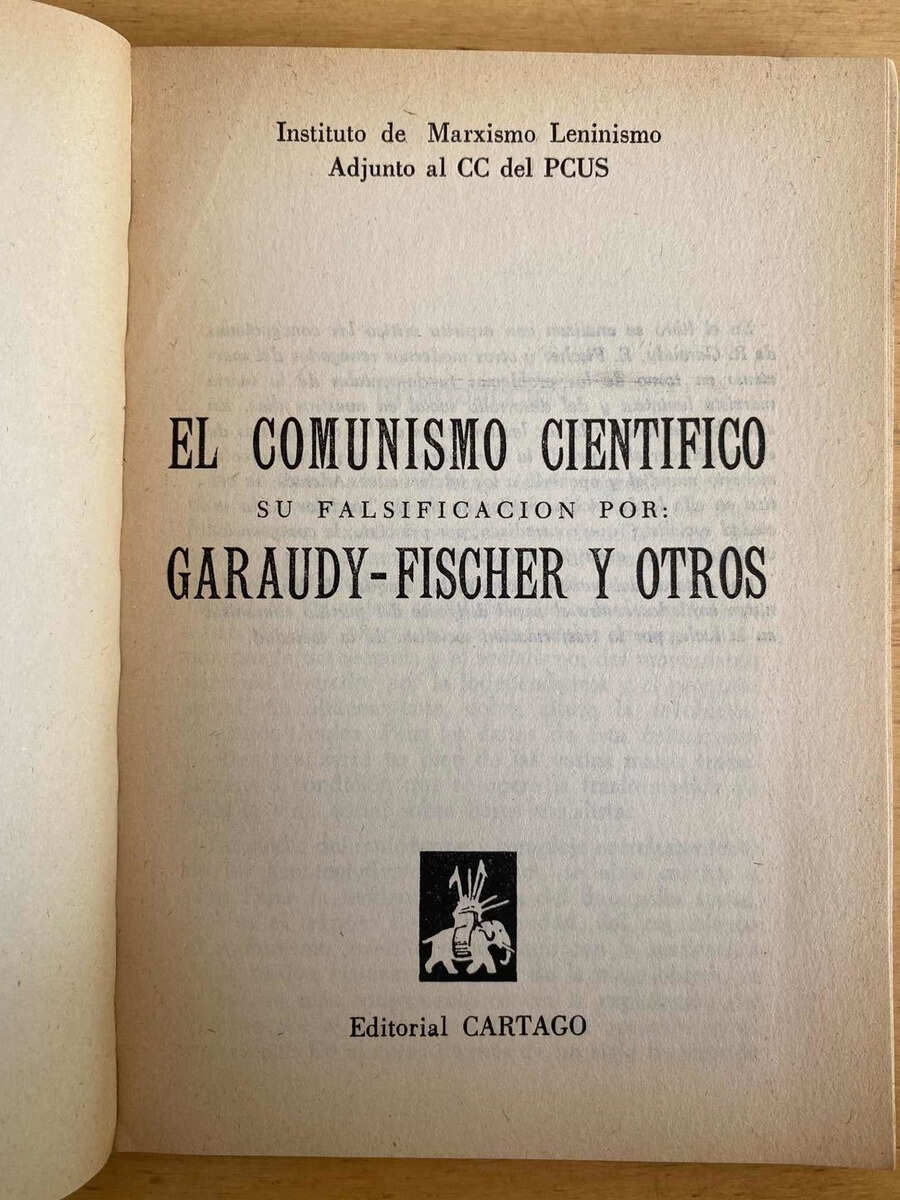 Instituto de Marxismo Leninismo
Adjunto al CC del PCUS
EL COMUNISMO CIENTIFICO
SU FALSIFICACION POR:
GARAUDY-FISCHER Y OTROS
Editorial CARTAGO